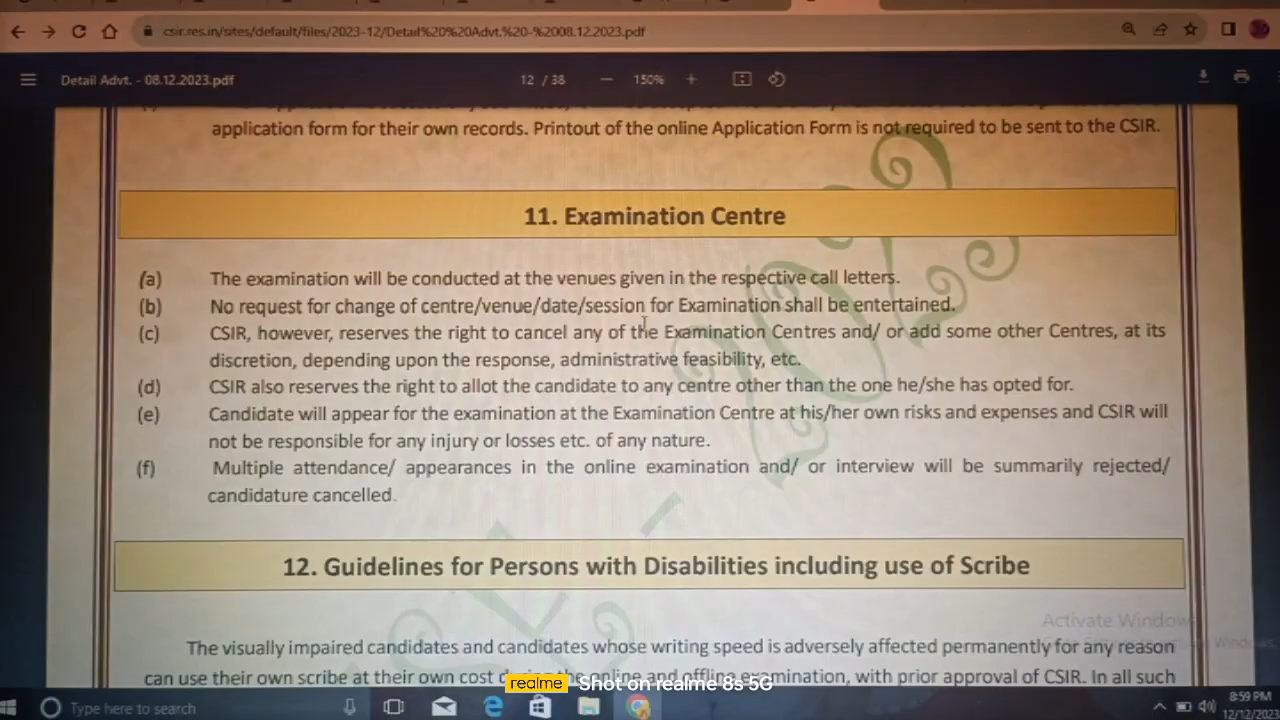 csir.res.in/sites/default/files/2023-12/Detail%20%20Advt.%20-%2008.12.2023.pdf
Detail Advt. - 08.12.2023.pdf
12 / 38
150%
application form for their own records. Printout of the online Application Form is not required to be sent to the CSIR.
11. Examination Centre
(a) The examination will be conducted at the venues given in the respective call letters.
(b) No request for change of centre/venue/date/session for Examination shall be entertained.
(c) CSIR, however, reserves the right to cancel any of the Examination Centres and/ or add some other Centres, at its
discretion, depending upon the response, administrative feasibility, etc.
(d) CSIR also reserves the right to allot the candidate to any centre other than the one he/she has opted for.
(e) Candidate will appear for the examination at the Examination Centre at his/her own risks and expenses and CSIR will
not be responsible for any injury or losses etc. of any nature.
(f) Multiple attendance/ appearances in the online examination and/ or interview will be summarily rejected/
candidature cancelled.
12. Guidelines for Persons with Disabilities including use of Scribe
Activate Window
The visually impaired candidates and candidates whose writing speed is adversely affected permanently for any reason
can use their own scribe at their own cost with prior approval of CSIR. In all such
realme Shot on realme 8s 5G
Type here to search
8:59 PM
12/12/2023